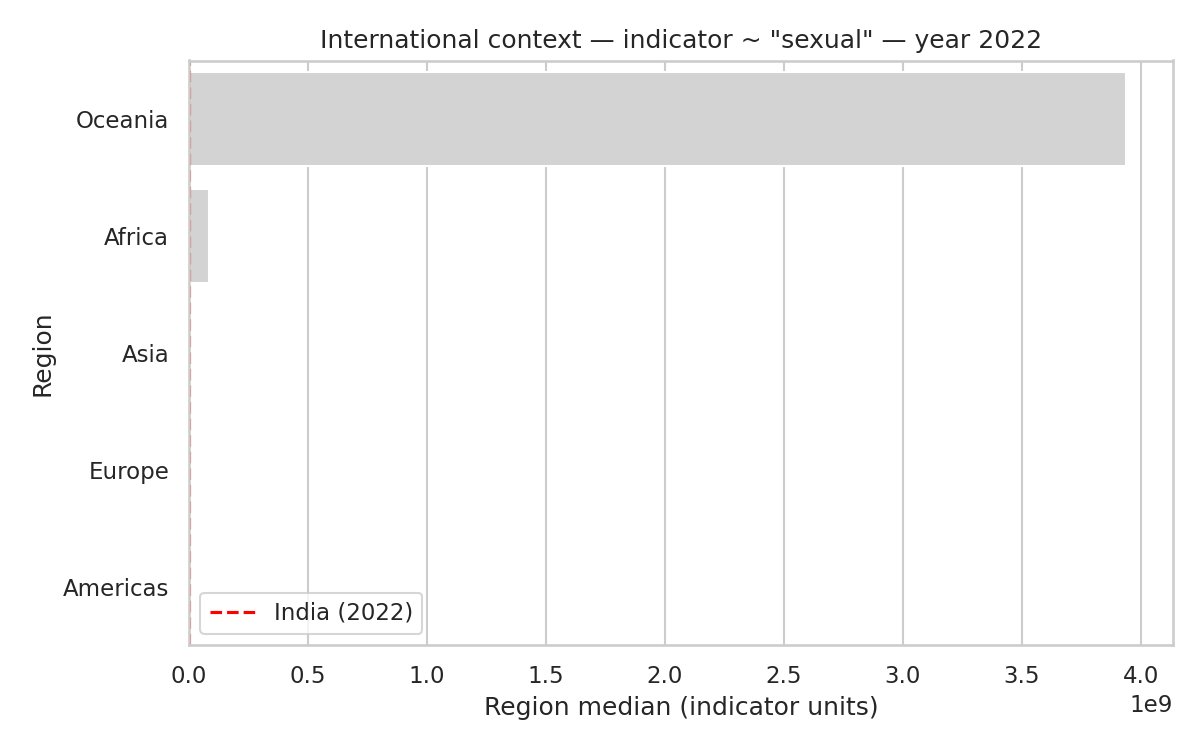 International context — indicator ~ "sexual" — year 2022
Oceania
Africa
Asia
Europe
Americas
Region
India (2022)
0.0 0.5 1.0 1.5 2.0 2.5 3.0 3.5 4.0
1e9
Region median (indicator units)